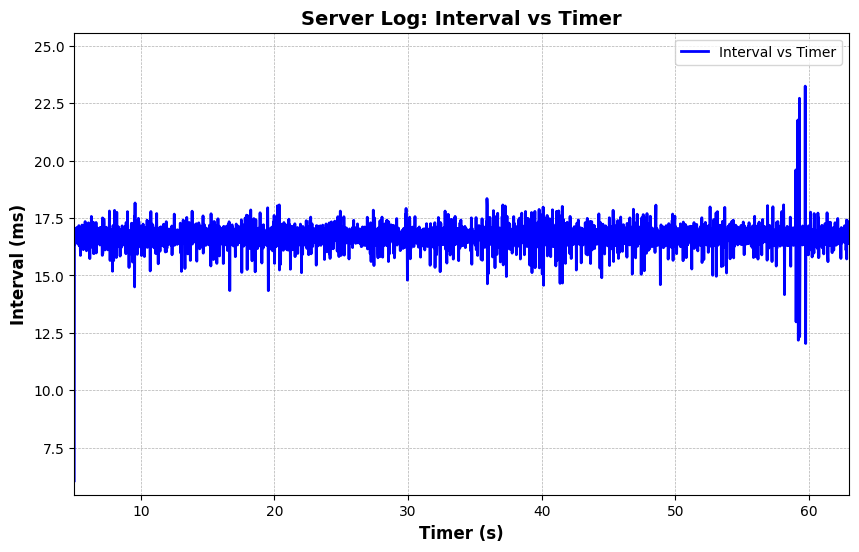 Server Log: Interval vs Timer
Interval vs Timer
25.0
22.5
20.0
17.5
15.0
12.5
10.0
7.5
Interval (ms)
10 20 30 40 50 60
Timer (s)